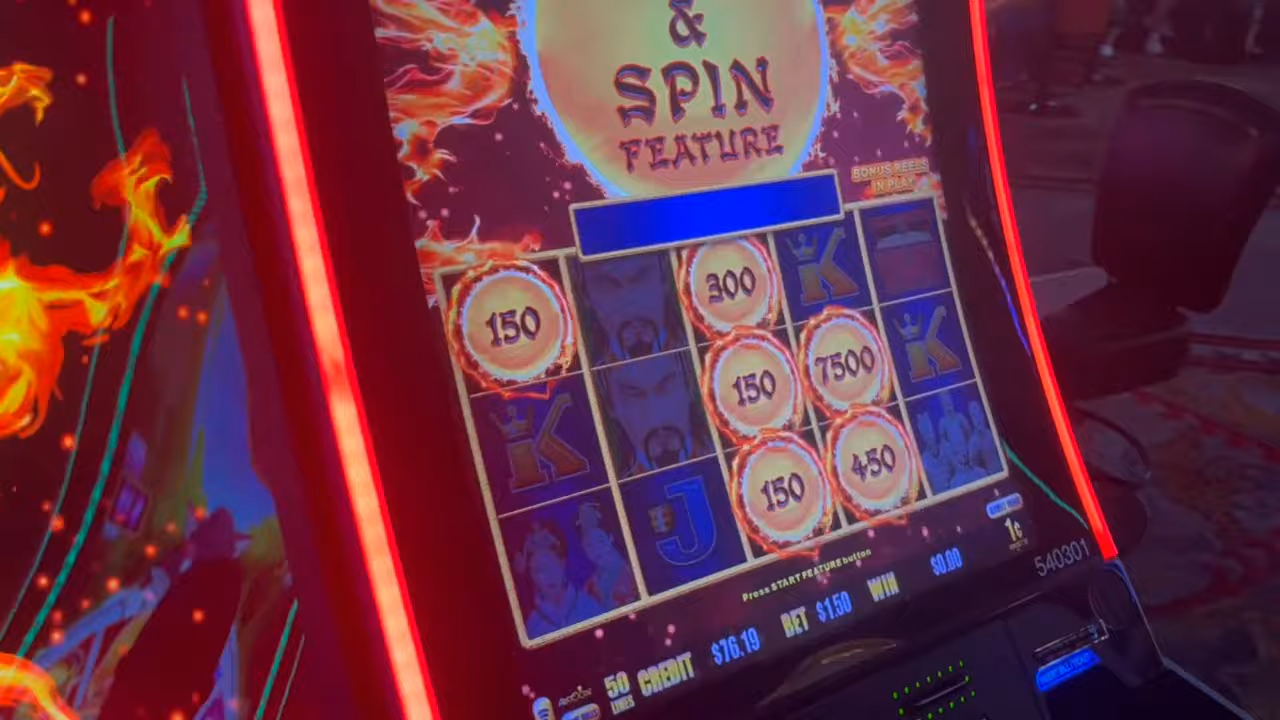 &
SPIN
FEATURE
BONUS REELS
IN PLAY
150
300
K
150
7500
K
K
150
450
J
Press START FEATURE button
50
LINES
CREDIT $76.19
BET $1.50
WIN $0.00
1¢
540301